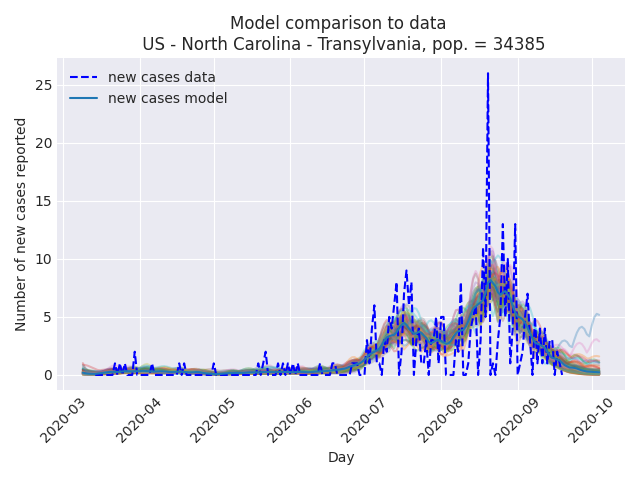 Model comparison to data
US - North Carolina - Transylvania, pop. = 34385
new cases data
new cases model
Number of new cases reported
25
20
15
10
5
0
2020-03
2020-04
2020-05
2020-06
2020-07
2020-08
2020-09
2020-10
Day